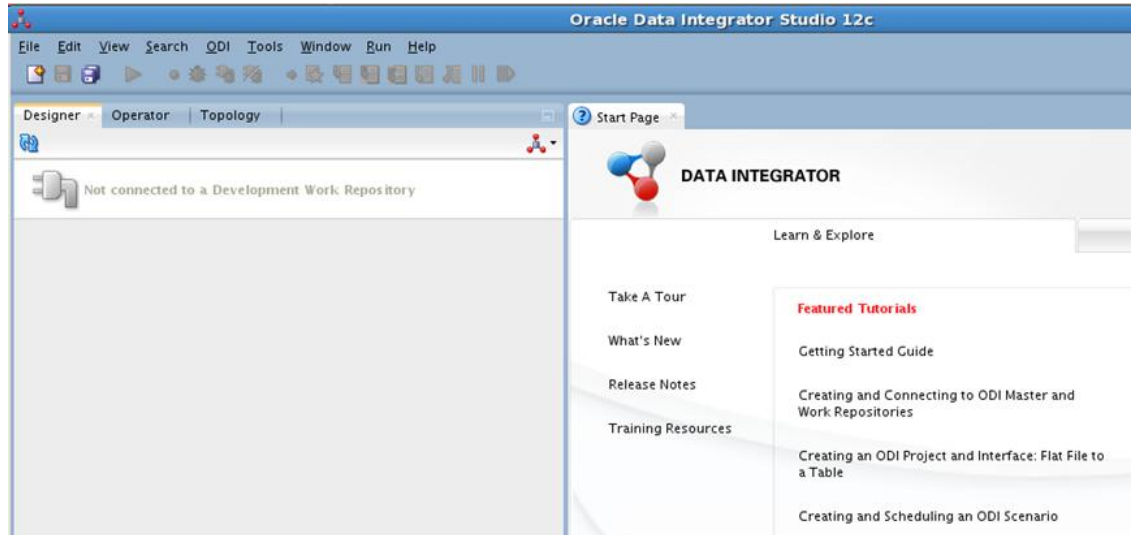 Oracle Data Integrator Studio 12c
File Edit View Search ODI Tools Window Run Help
Designer Operator Topology
Not connected to a Development Work Repository
Start Page
DATA INTEGRATOR
Learn & Explore
Take A Tour
What's New
Release Notes
Training Resources
Featured Tutorials
Getting Started Guide
Creating and Connecting to ODI Master and
Work Repositories
Creating an ODI Project and Interface: Flat File to
a Table
Creating and Scheduling an ODI Scenario